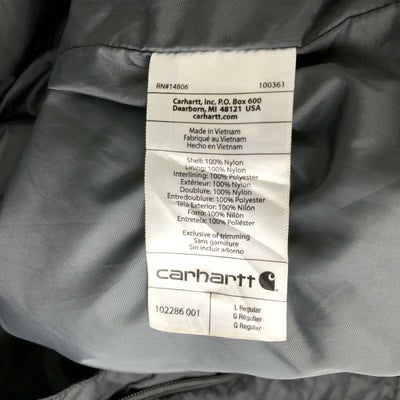 RN#14806 100361
Carhartt, Inc. P.O. Box 600
Dearborn, MI 48121 USA
carhartt.com
Made in Vietnam
Fabriqué au Vietnam
Hecho en Vietnam
Shell: 100% Nylon
Lining: 100% Nylon
Interlining: 100% Polyester
Extérieur: 100% Nylon
Doublure: 100% Nylon
Entredoublure: 100% Polyester
Tela Exterior: 100% Nilón
Forro: 100% Nilón
Entretela: 100% Poliéster
Exclusive of trimming
Sans garniture
Sin incluir adorno
carhartt
102286 001
L Regular
G Régulier
G Regular